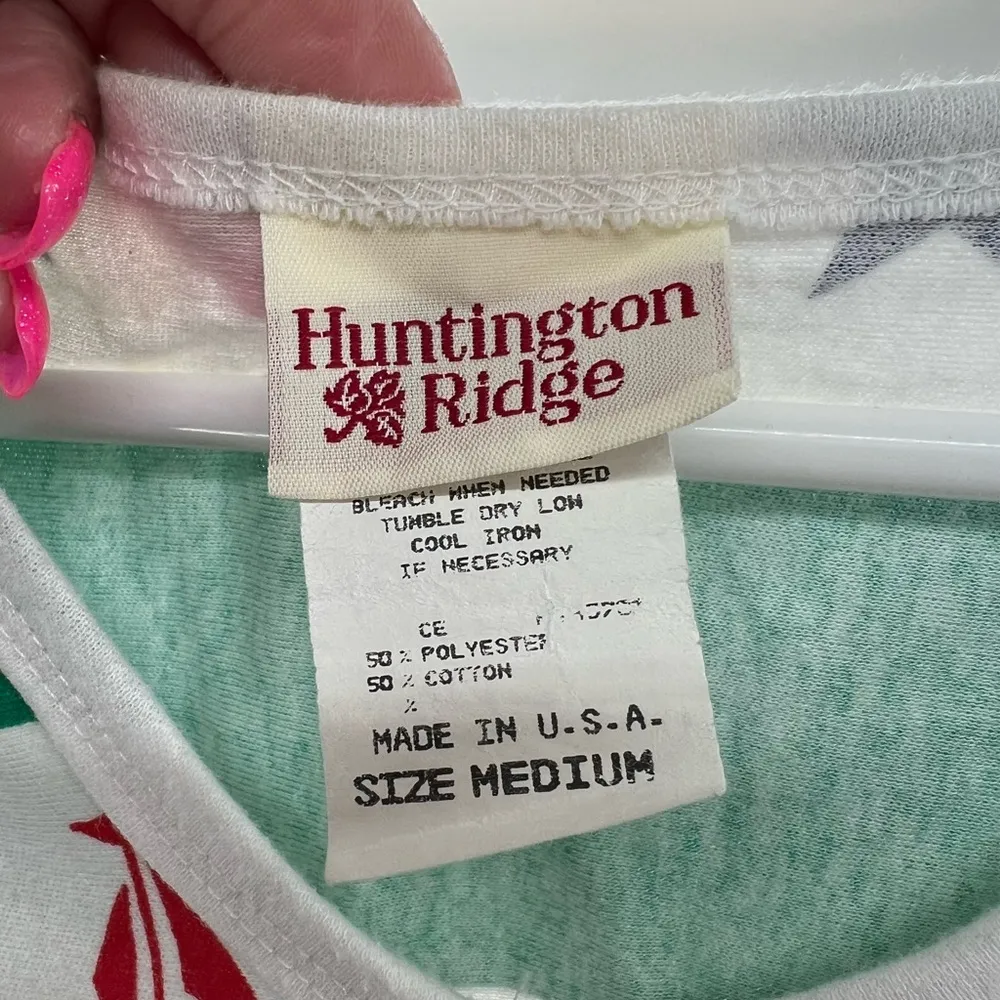 Huntington
Ridge
BLEACH WHEN NEEDED
TUMBLE DRY LOW
COOL IRON
IF NECESSARY
CE
50 % POLYESTER
50 % COTTON
%
MADE IN U.S.A.
SIZE MEDIUM